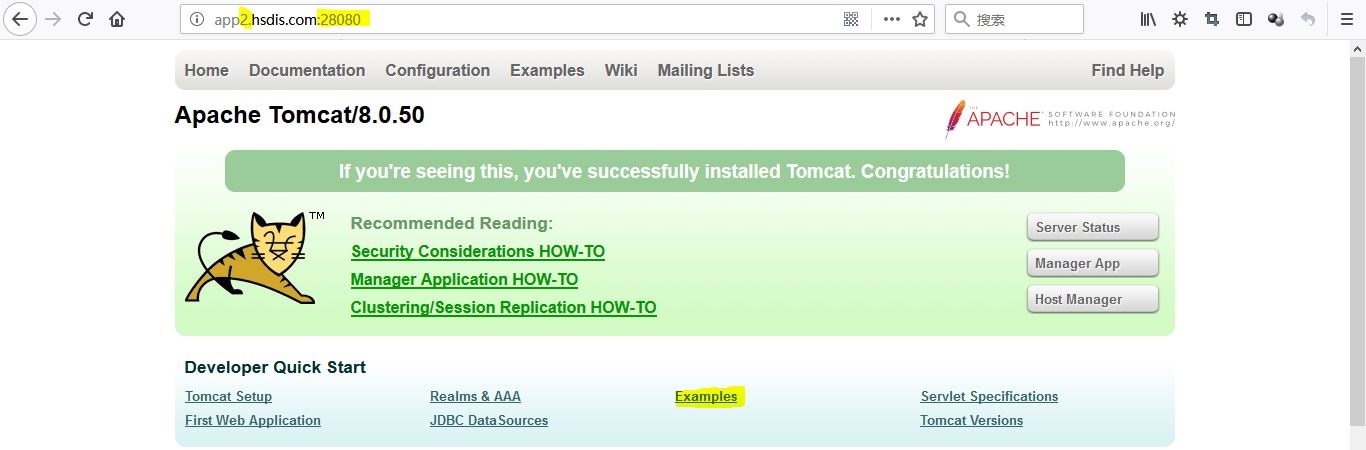 app2.hsdis.com:28080
搜索
Home Documentation Configuration Examples Wiki Mailing Lists Find Help
Apache Tomcat/8.0.50
THE APACHE® SOFTWARE FOUNDATION
http://www.apache.org/
If you're seeing this, you've successfully installed Tomcat. Congratulations!
TM
Recommended Reading:
Security Considerations HOW-TO
Manager Application HOW-TO
Clustering/Session Replication HOW-TO
Server Status
Manager App
Host Manager
Developer Quick Start
Tomcat Setup Realms & AAA Examples Servlet Specifications
First Web Application JDBC DataSources Tomcat Versions